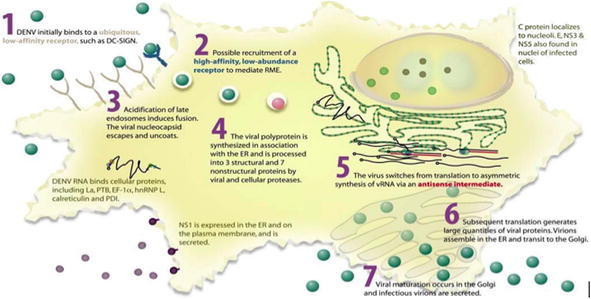 1 DENV initially binds to a ubiquitous,
low-affinity receptor, such as DC-SIGN.
2 Possible recruitment of a
high-affinity, low-abundance
receptor to mediate RME.
C protein localizes
to nucleoli. E, NS3 &
NS5 also found in
nuclei of infected
cells.
3 Acidification of late
endosomes induces fusion.
The viral nucleocapsid
escapes and uncoats.
4 The viral polyprotein is
synthesized in association
with the ER and is processed
into 3 structural and 7
nonstructural proteins by
viral and cellular proteases.
5 The virus switches from translation to asymmetric
synthesis of vRNA via an antisense intermediate.
DENV RNA binds cellular proteins,
including La, PTB, EF-1α, hnRNP L,
calreticulin and PDI.
NS1 is expressed in the ER and on
the plasma membrane, and is
secreted.
6 Subsequent translation generates
large quantities of viral proteins. Virions
assemble in the ER and transit to the Golgi.
7 Viral maturation occurs in the Golgi
and infectious virions are secreted.